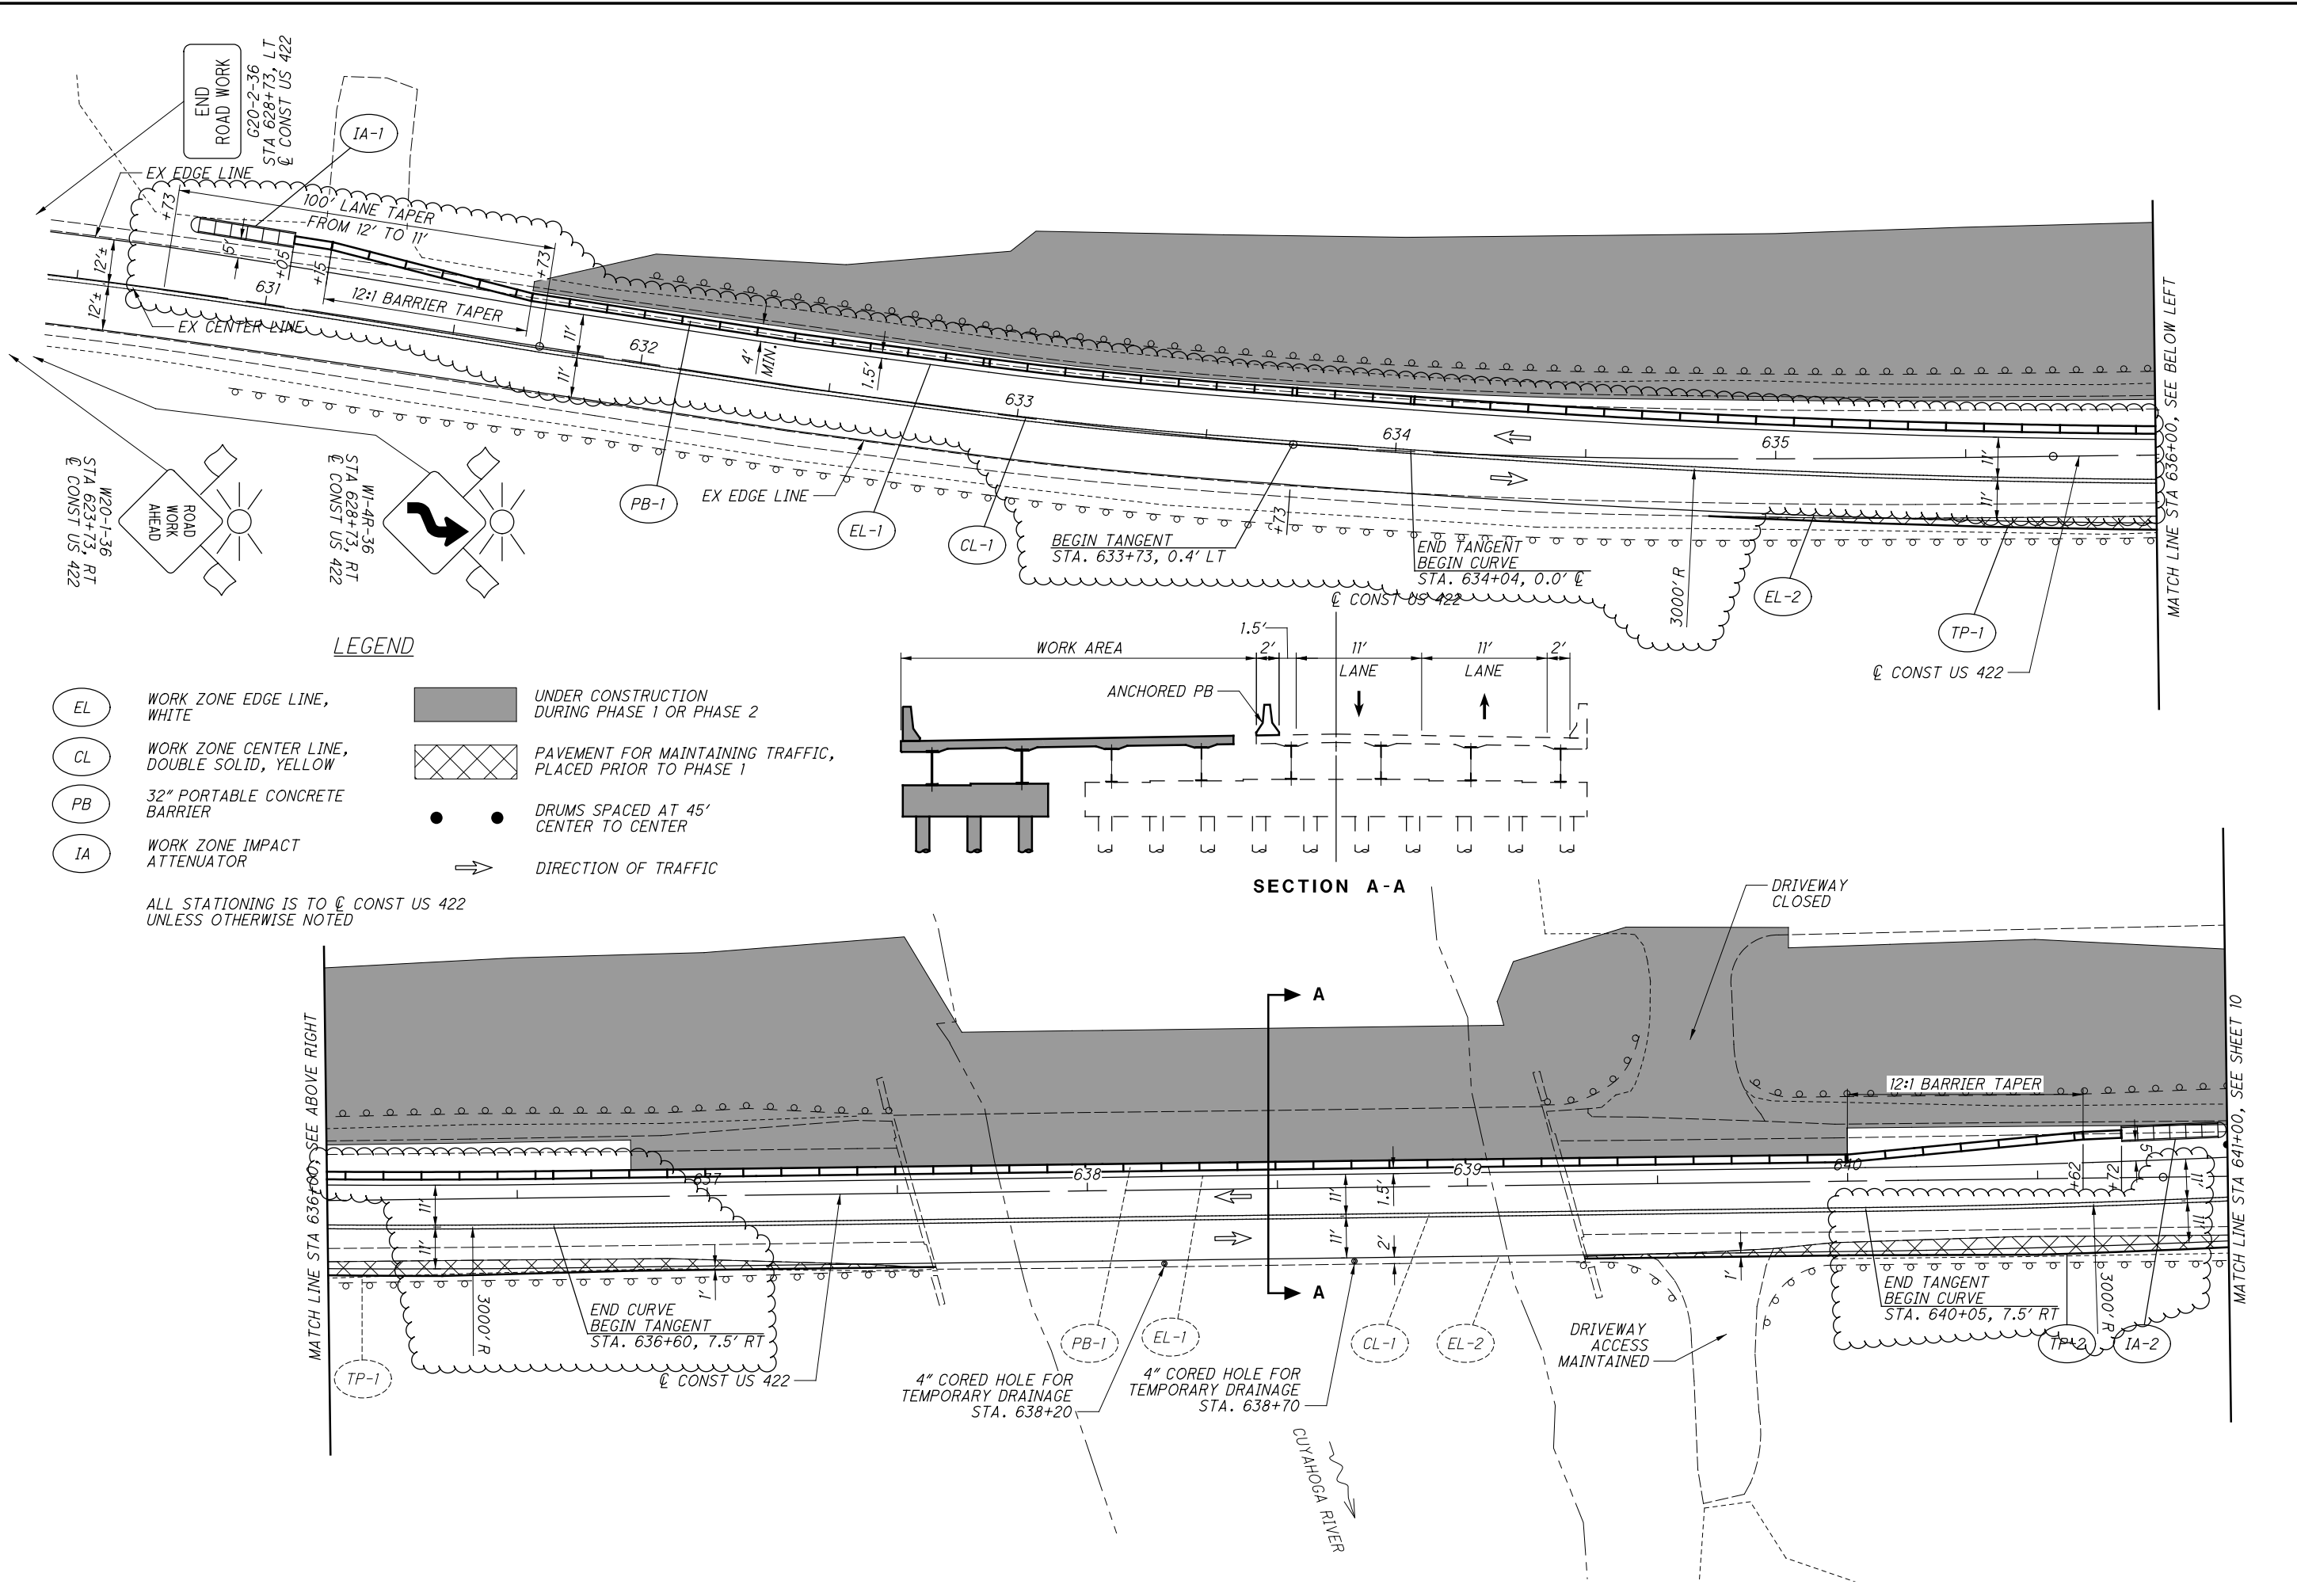 END
ROAD WORK
G20-2-36
STA 628+73, LT
℄ CONST US 422
IA-1
EX EDGE LINE
+73
100' LANE TAPER
FROM 12' TO 11'
5'
+05
+15
+73
12'±
12'±
631
12:1 BARRIER TAPER
EX CENTER LINE
11'
11'
632
4'
MIN.
1.5'
633
634
635
11'
11'
MATCH LINE STA 636+00, SEE BELOW LEFT
PB-1
EX EDGE LINE
EL-1
CL-1
+73
BEGIN TANGENT
STA. 633+73, 0.4' LT
END TANGENT
BEGIN CURVE
STA. 634+04, 0.0' ℄
3000' R
EL-2
TP-1
℄ CONST US 422
ROAD
WORK
AHEAD
W20-1-36
STA 623+73, RT
℄ CONST US 422
W1-4R-36
STA 628+73, RT
℄ CONST US 422
LEGEND
EL
WORK ZONE EDGE LINE,
WHITE
CL
WORK ZONE CENTER LINE,
DOUBLE SOLID, YELLOW
PB
32" PORTABLE CONCRETE
BARRIER
IA
WORK ZONE IMPACT
ATTENUATOR
UNDER CONSTRUCTION
DURING PHASE 1 OR PHASE 2
PAVEMENT FOR MAINTAINING TRAFFIC,
PLACED PRIOR TO PHASE 1
DRUMS SPACED AT 45'
CENTER TO CENTER
DIRECTION OF TRAFFIC
ALL STATIONING IS TO ℄ CONST US 422
UNLESS OTHERWISE NOTED
℄ CONST US 422
1.5'
WORK AREA
2'
11'
LANE
11'
LANE
2'
ANCHORED PB
SECTION A-A
DRIVEWAY
CLOSED
MATCH LINE STA 636+00, SEE ABOVE RIGHT
A
A
12:1 BARRIER TAPER
637
638
639
640
+62
+72
5'
11'
11'
11'
11'
11'
11'
1.5'
2'
1'
1'
MATCH LINE STA 641+00, SEE SHEET 10
3000' R
END CURVE
BEGIN TANGENT
STA. 636+60, 7.5' RT
TP-1
℄ CONST US 422
PB-1
EL-1
CL-1
EL-2
4" CORED HOLE FOR
TEMPORARY DRAINAGE
STA. 638+20
4" CORED HOLE FOR
TEMPORARY DRAINAGE
STA. 638+70
DRIVEWAY
ACCESS
MAINTAINED
END TANGENT
BEGIN CURVE
STA. 640+05, 7.5' RT
3000' R
TP-2
IA-2
CUYAHOGA RIVER